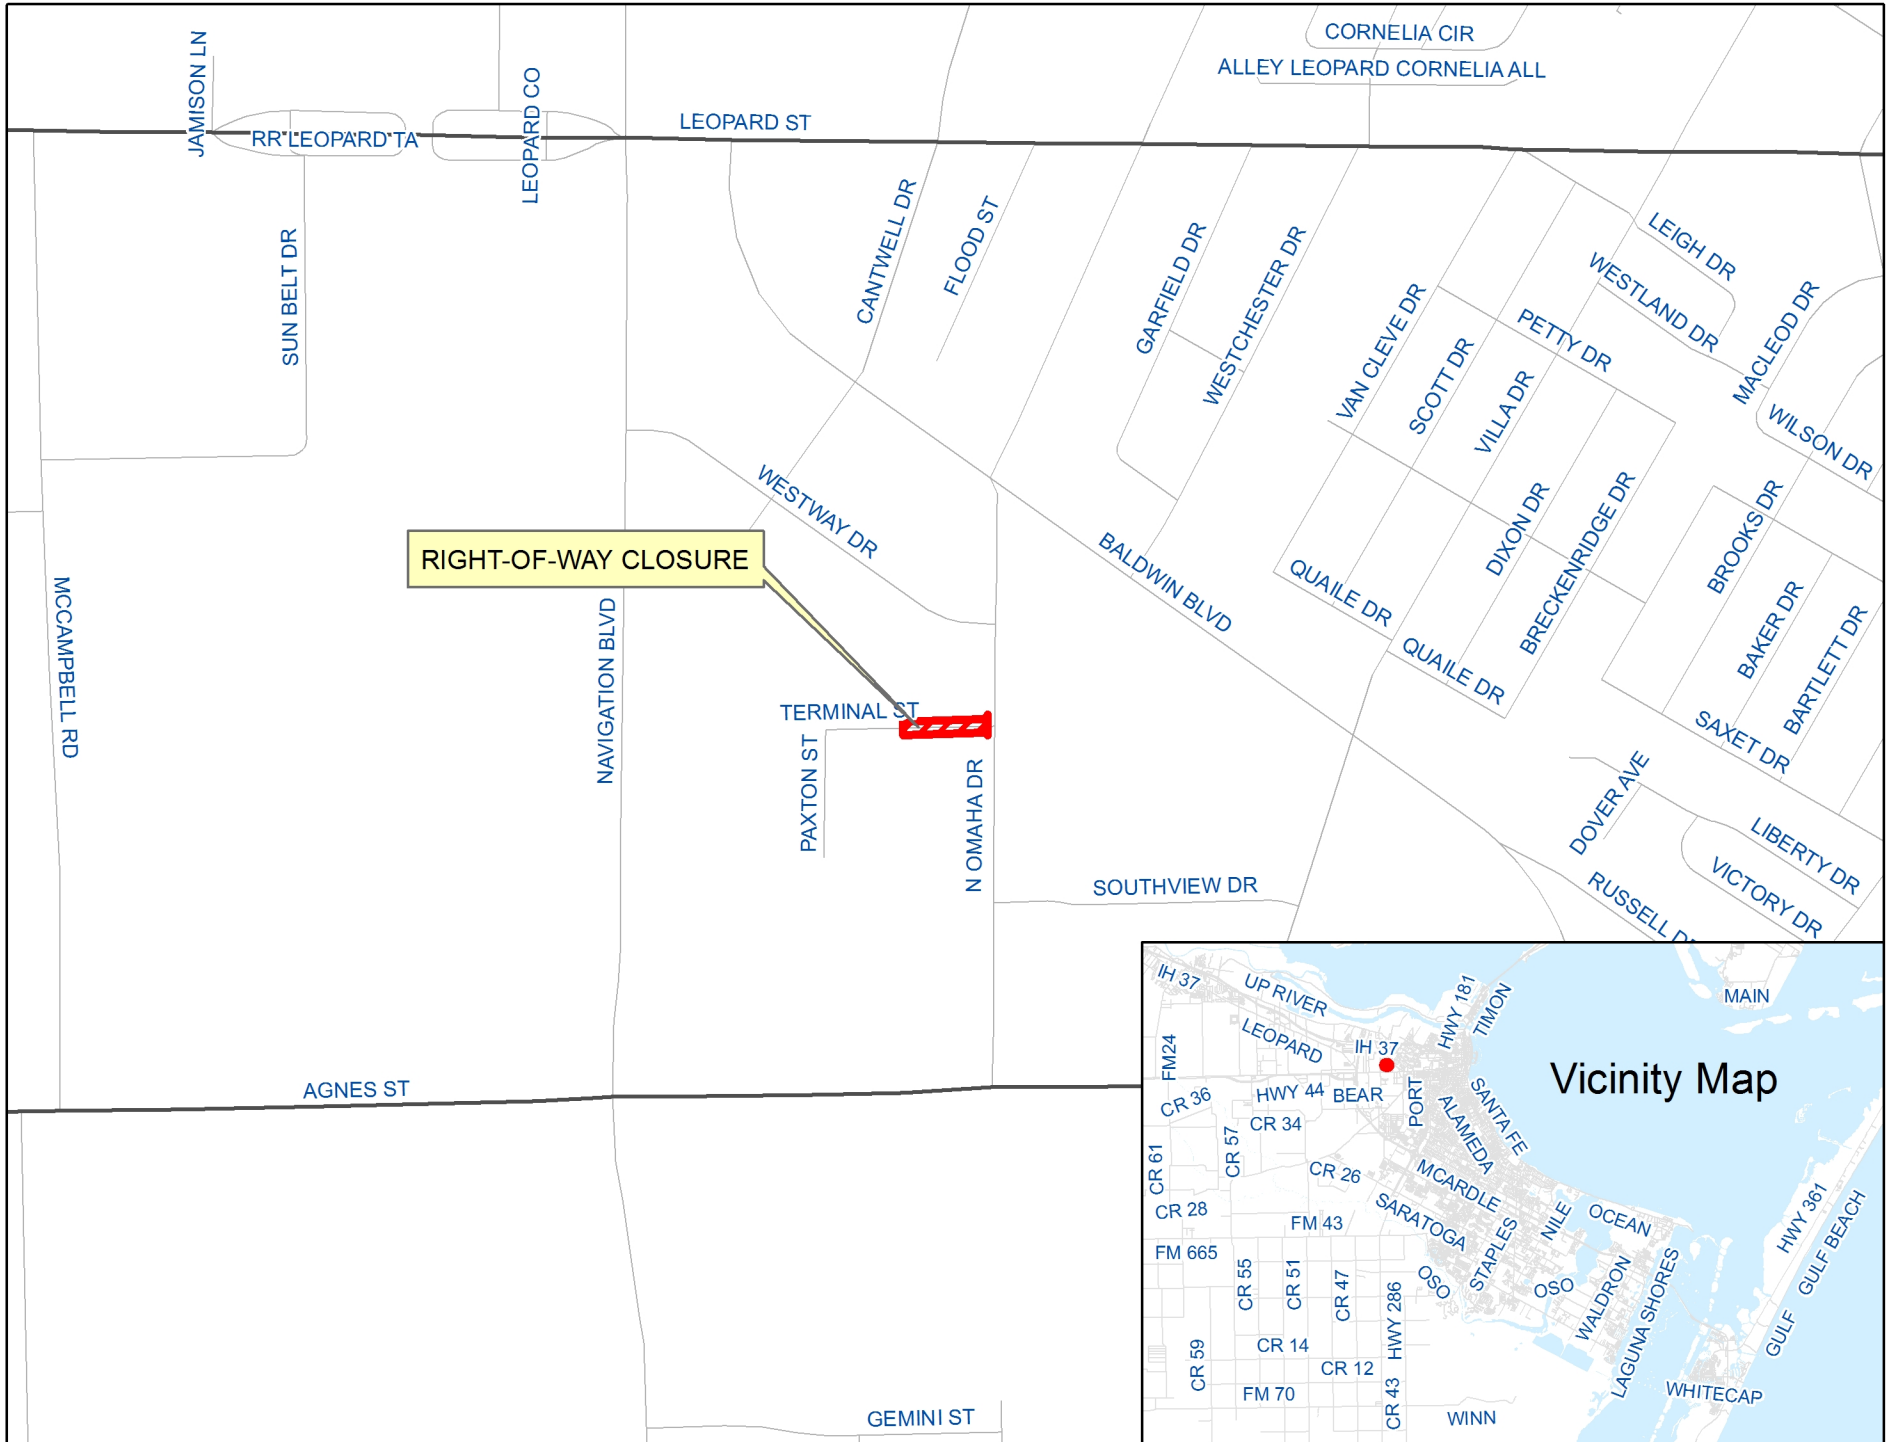 CORNELIA CIR
ALLEY LEOPARD CORNELIA ALL
JAMISON LN
RR LEOPARD TA
LEOPARD CO
LEOPARD ST
SUN BELT DR
CANTWELL DR
FLOOD ST
GARFIELD DR
WESTCHESTER DR
VAN CLEVE DR
SCOTT DR
VILLA DR
PETTY DR
LEIGH DR
WESTLAND DR
MACLEOD DR
WILSON DR
WESTWAY DR
DIXON DR
BRECKENRIDGE DR
BROOKS DR
BAKER DR
BARTLETT DR
RIGHT-OF-WAY CLOSURE
BALDWIN BLVD
QUAILE DR
QUAILE DR
MCCAMPBELL RD
NAVIGATION BLVD
TERMINAL ST
PAXTON ST
N OMAHA DR
SAXET DR
DOVER AVE
LIBERTY DR
VICTORY DR
RUSSELL DR
SOUTHVIEW DR
AGNES ST
GEMINI ST
Vicinity Map
IH 37
UP RIVER
LEOPARD
HWY 181
TIMON
MAIN
FM24
IH 37
CR 36
HWY 44
BEAR
PORT
ALAMEDA
SANTA FE
CR 34
CR 57
CR 61
CR 26
MCARDLE
CR 28
SARATOGA
FM 43
STAPLES
NILE
OCEAN
HWY 361
GULF BEACH
FM 665
CR 55
CR 51
CR 47
HWY 286
OSO
OSO
WALDRON
LAGUNA SHORES
GULF
CR 59
CR 14
CR 12
FM 70
CR 43
WINN
WHITECAP